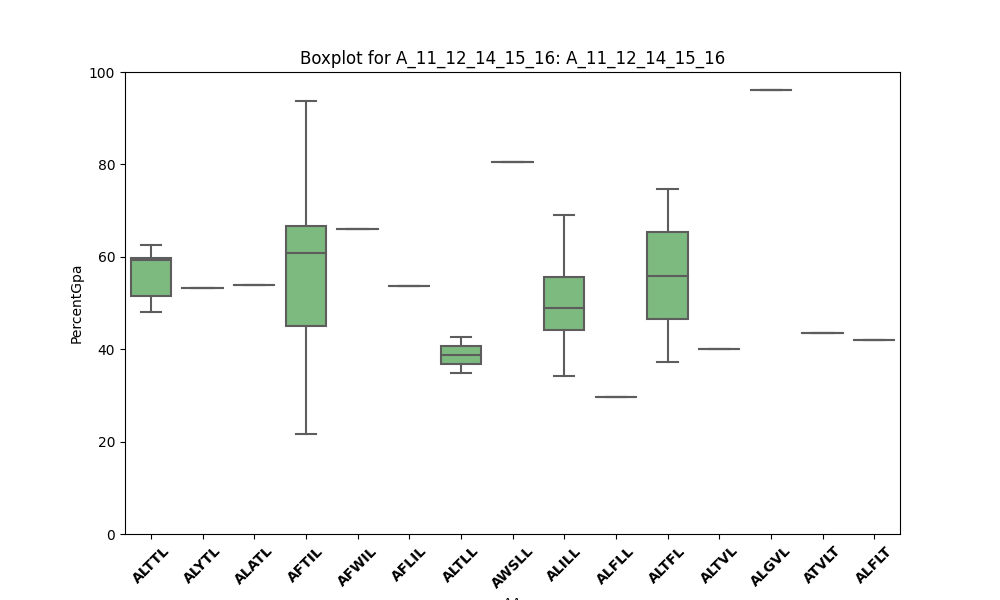 Boxplot for A_11_12_14_15_16: A_11_12_14_15_16
100
80
60
40
20
0
PercentGpa
ALTTL
ALYTL
ALATL
AFTIL
AFWIL
AFLIL
ALTLL
AWSLL
ALILL
ALFLL
ALTFL
ALTVL
ALGVL
ATVLT
ALFLT